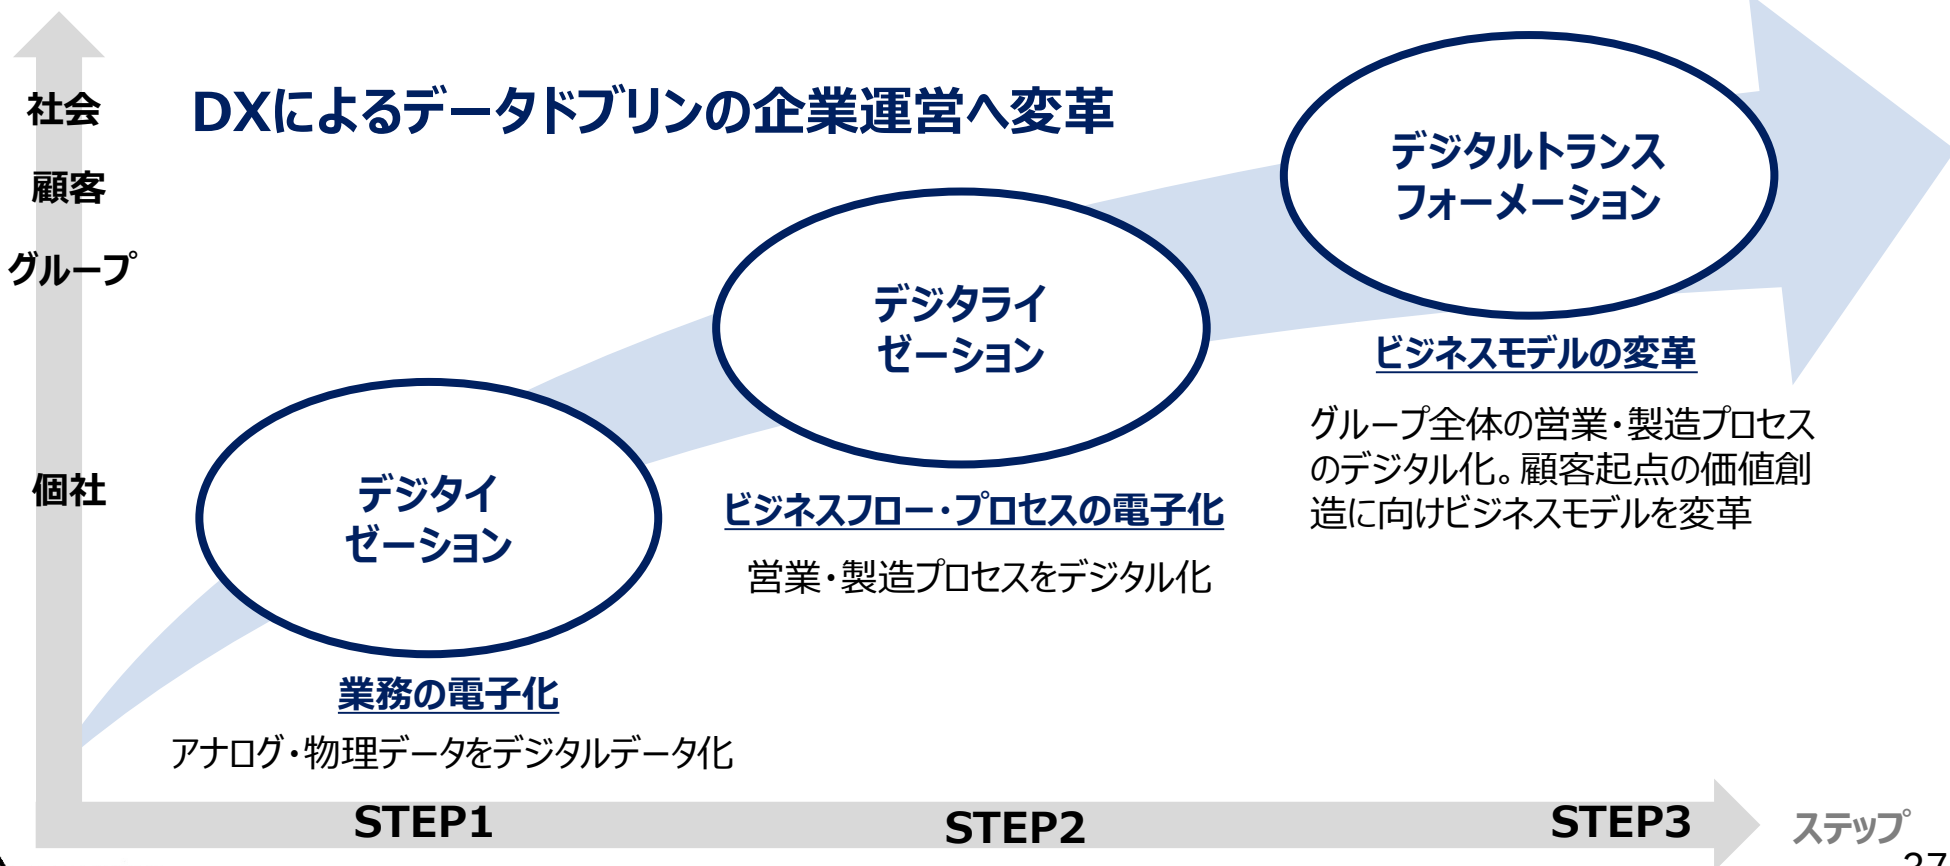 DXによるデータドブリンの企業運営へ変革
社会
顧客
グループ
個社
デジタイ
ゼーション
業務の電子化
アナログ・物理データをデジタルデータ化
デジタライ
ゼーション
ビジネスフロー・プロセスの電子化
営業・製造プロセスをデジタル化
デジタルトランス
フォーメーション
ビジネスモデルの変革
グループ全体の営業・製造プロセス
のデジタル化。顧客起点の価値創
造に向けビジネスモデルを変革
STEP1
STEP2
STEP3
ステップ
27